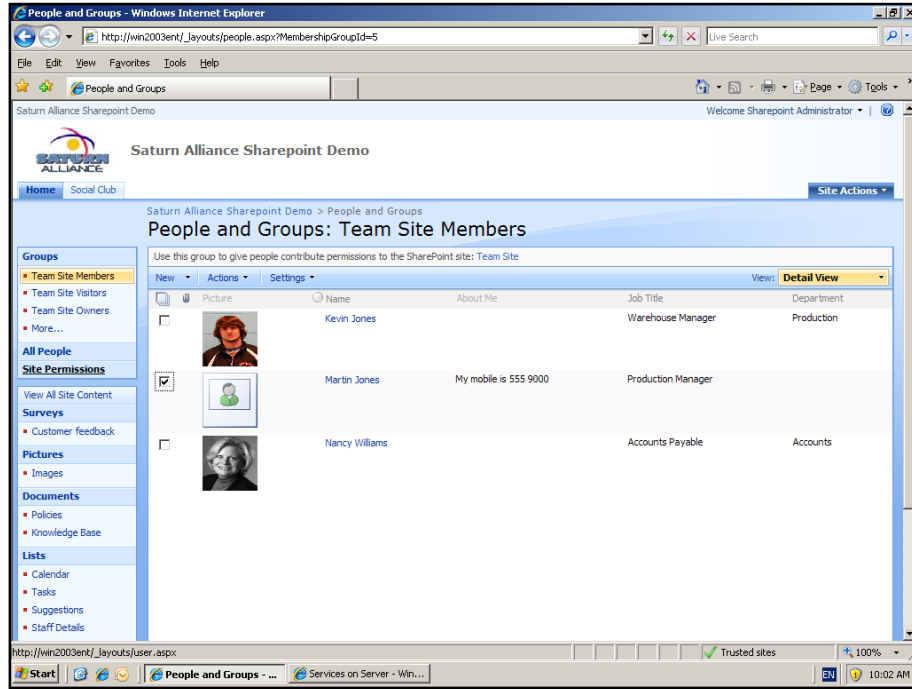 People and Groups - Windows Internet Explorer
http://win2003ent/_layouts/people.aspx?MembershipGroupId=5
Live Search
File Edit View Favorites Tools Help
People and Groups
Page Tools
Saturn Alliance Sharepoint Demo
Welcome Sharepoint Administrator
SATURN
ALLIANCE
Saturn Alliance Sharepoint Demo
Home Social Club Site Actions
Saturn Alliance Sharepoint Demo > People and Groups
People and Groups: Team Site Members
Groups
Team Site Members
Team Site Visitors
Team Site Owners
More...
All People
Site Permissions
View All Site Content
Surveys
Customer feedback
Pictures
Images
Documents
Policies
Knowledge Base
Lists
Calendar
Tasks
Suggestions
Staff Details
Use this group to give people contribute permissions to the SharePoint site: Team Site
New Actions Settings View: Detail View
Picture Name About Me Job Title Department
Kevin Jones Warehouse Manager Production
Martin Jones My mobile is 555 9000 Production Manager
Nancy Williams Accounts Payable Accounts
http://win2003ent/_layouts/user.aspx
Trusted sites 100%
Start People and Groups - ... Services on Server - Win... EN 10:02 AM